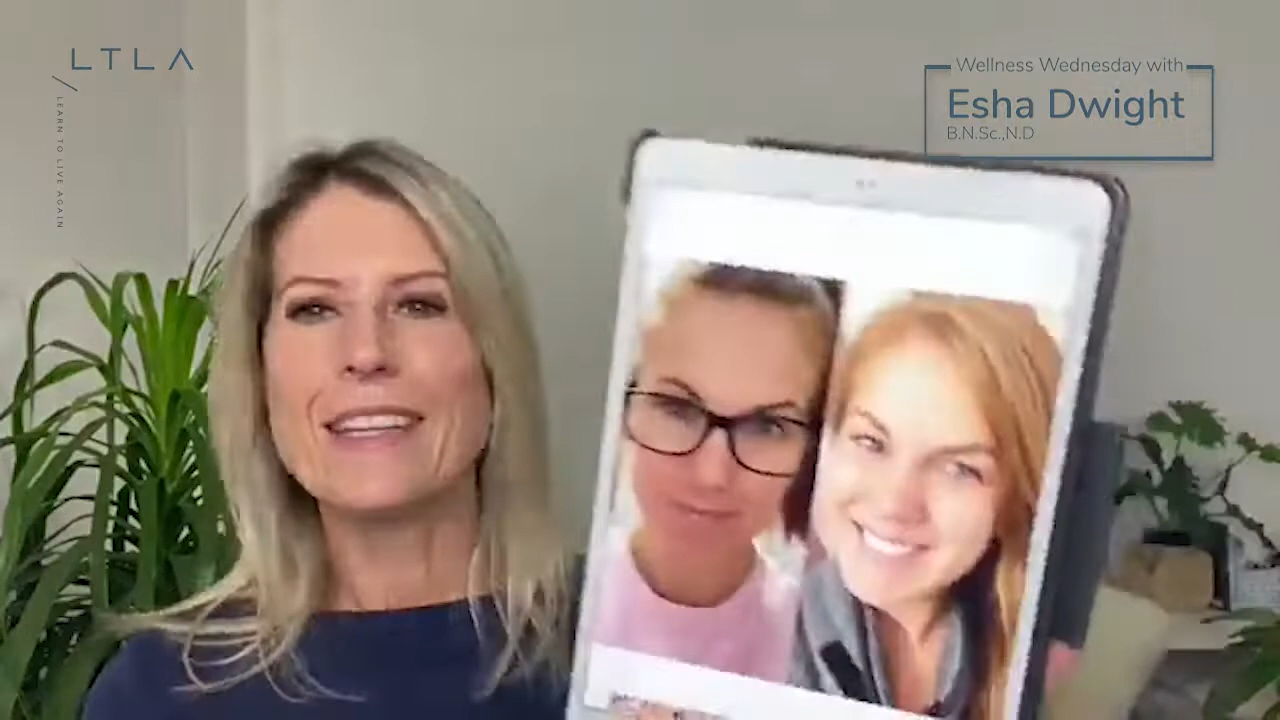 LTLA
LEARN TO LIVE AGAIN
Wellness Wednesday with
Esha Dwight
B.N.Sc.,N.D